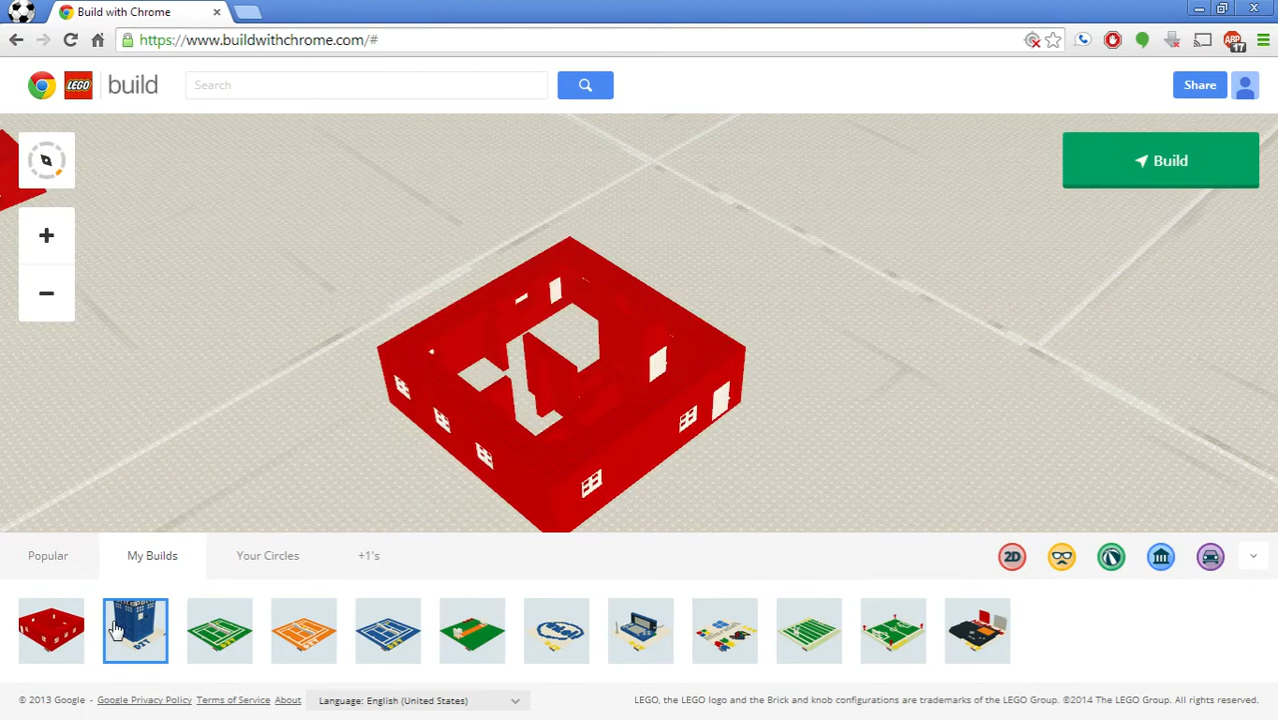 Build with Chrome
https://www.buildwithchrome.com/#
ABP
17
LEGO
build
Search
Share
Build
Popular
My Builds
Your Circles
+1's
2D
© 2013 Google - Google Privacy Policy Terms of Service About
Language: English (United States)
LEGO, the LEGO logo and the Brick and knob configurations are trademarks of the LEGO Group. ©2014 The LEGO Group. All rights reserved.